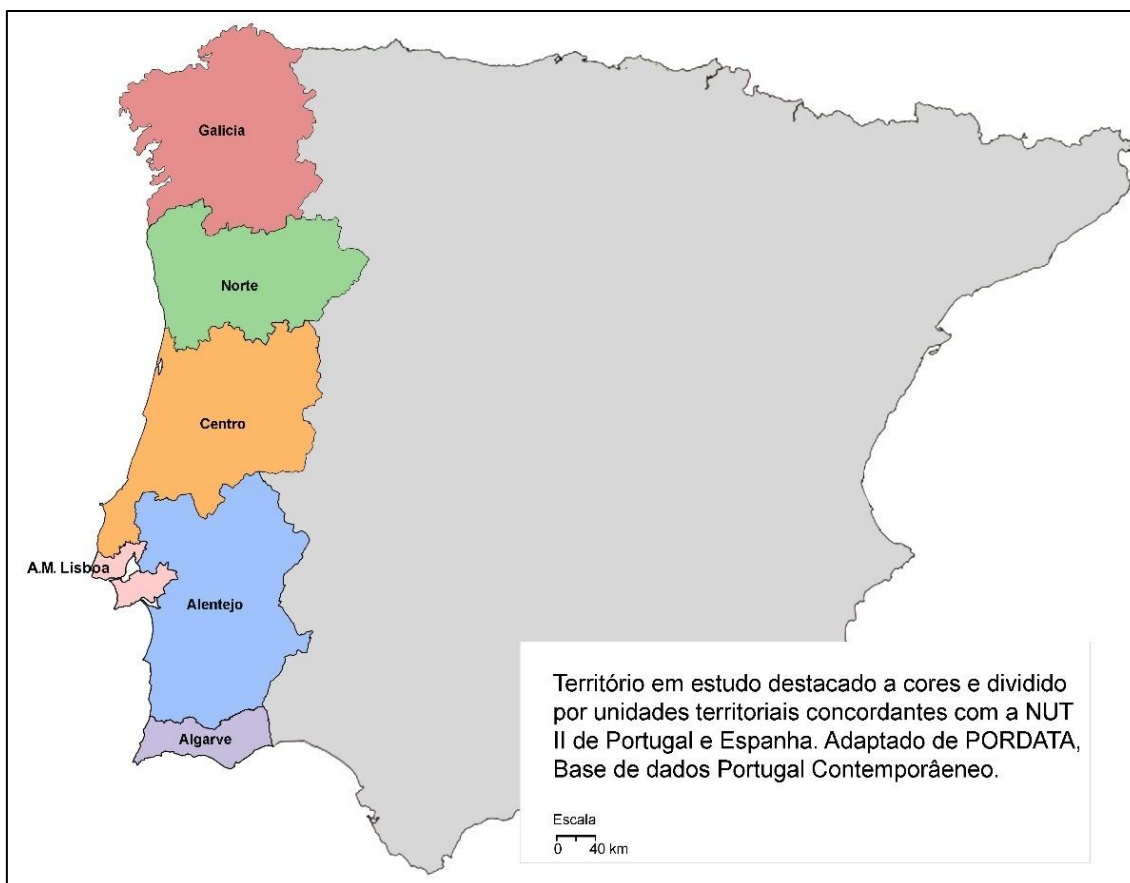 Galicia
Norte
Centro
A.M. Lisboa
Alentejo
Algarve
Território em estudo destacado a cores e dividido
por unidades territoriais concordantes com a NUT
II de Portugal e Espanha. Adaptado de PORDATA,
Base de dados Portugal Contemporâeneo.
Escala
0 40 km